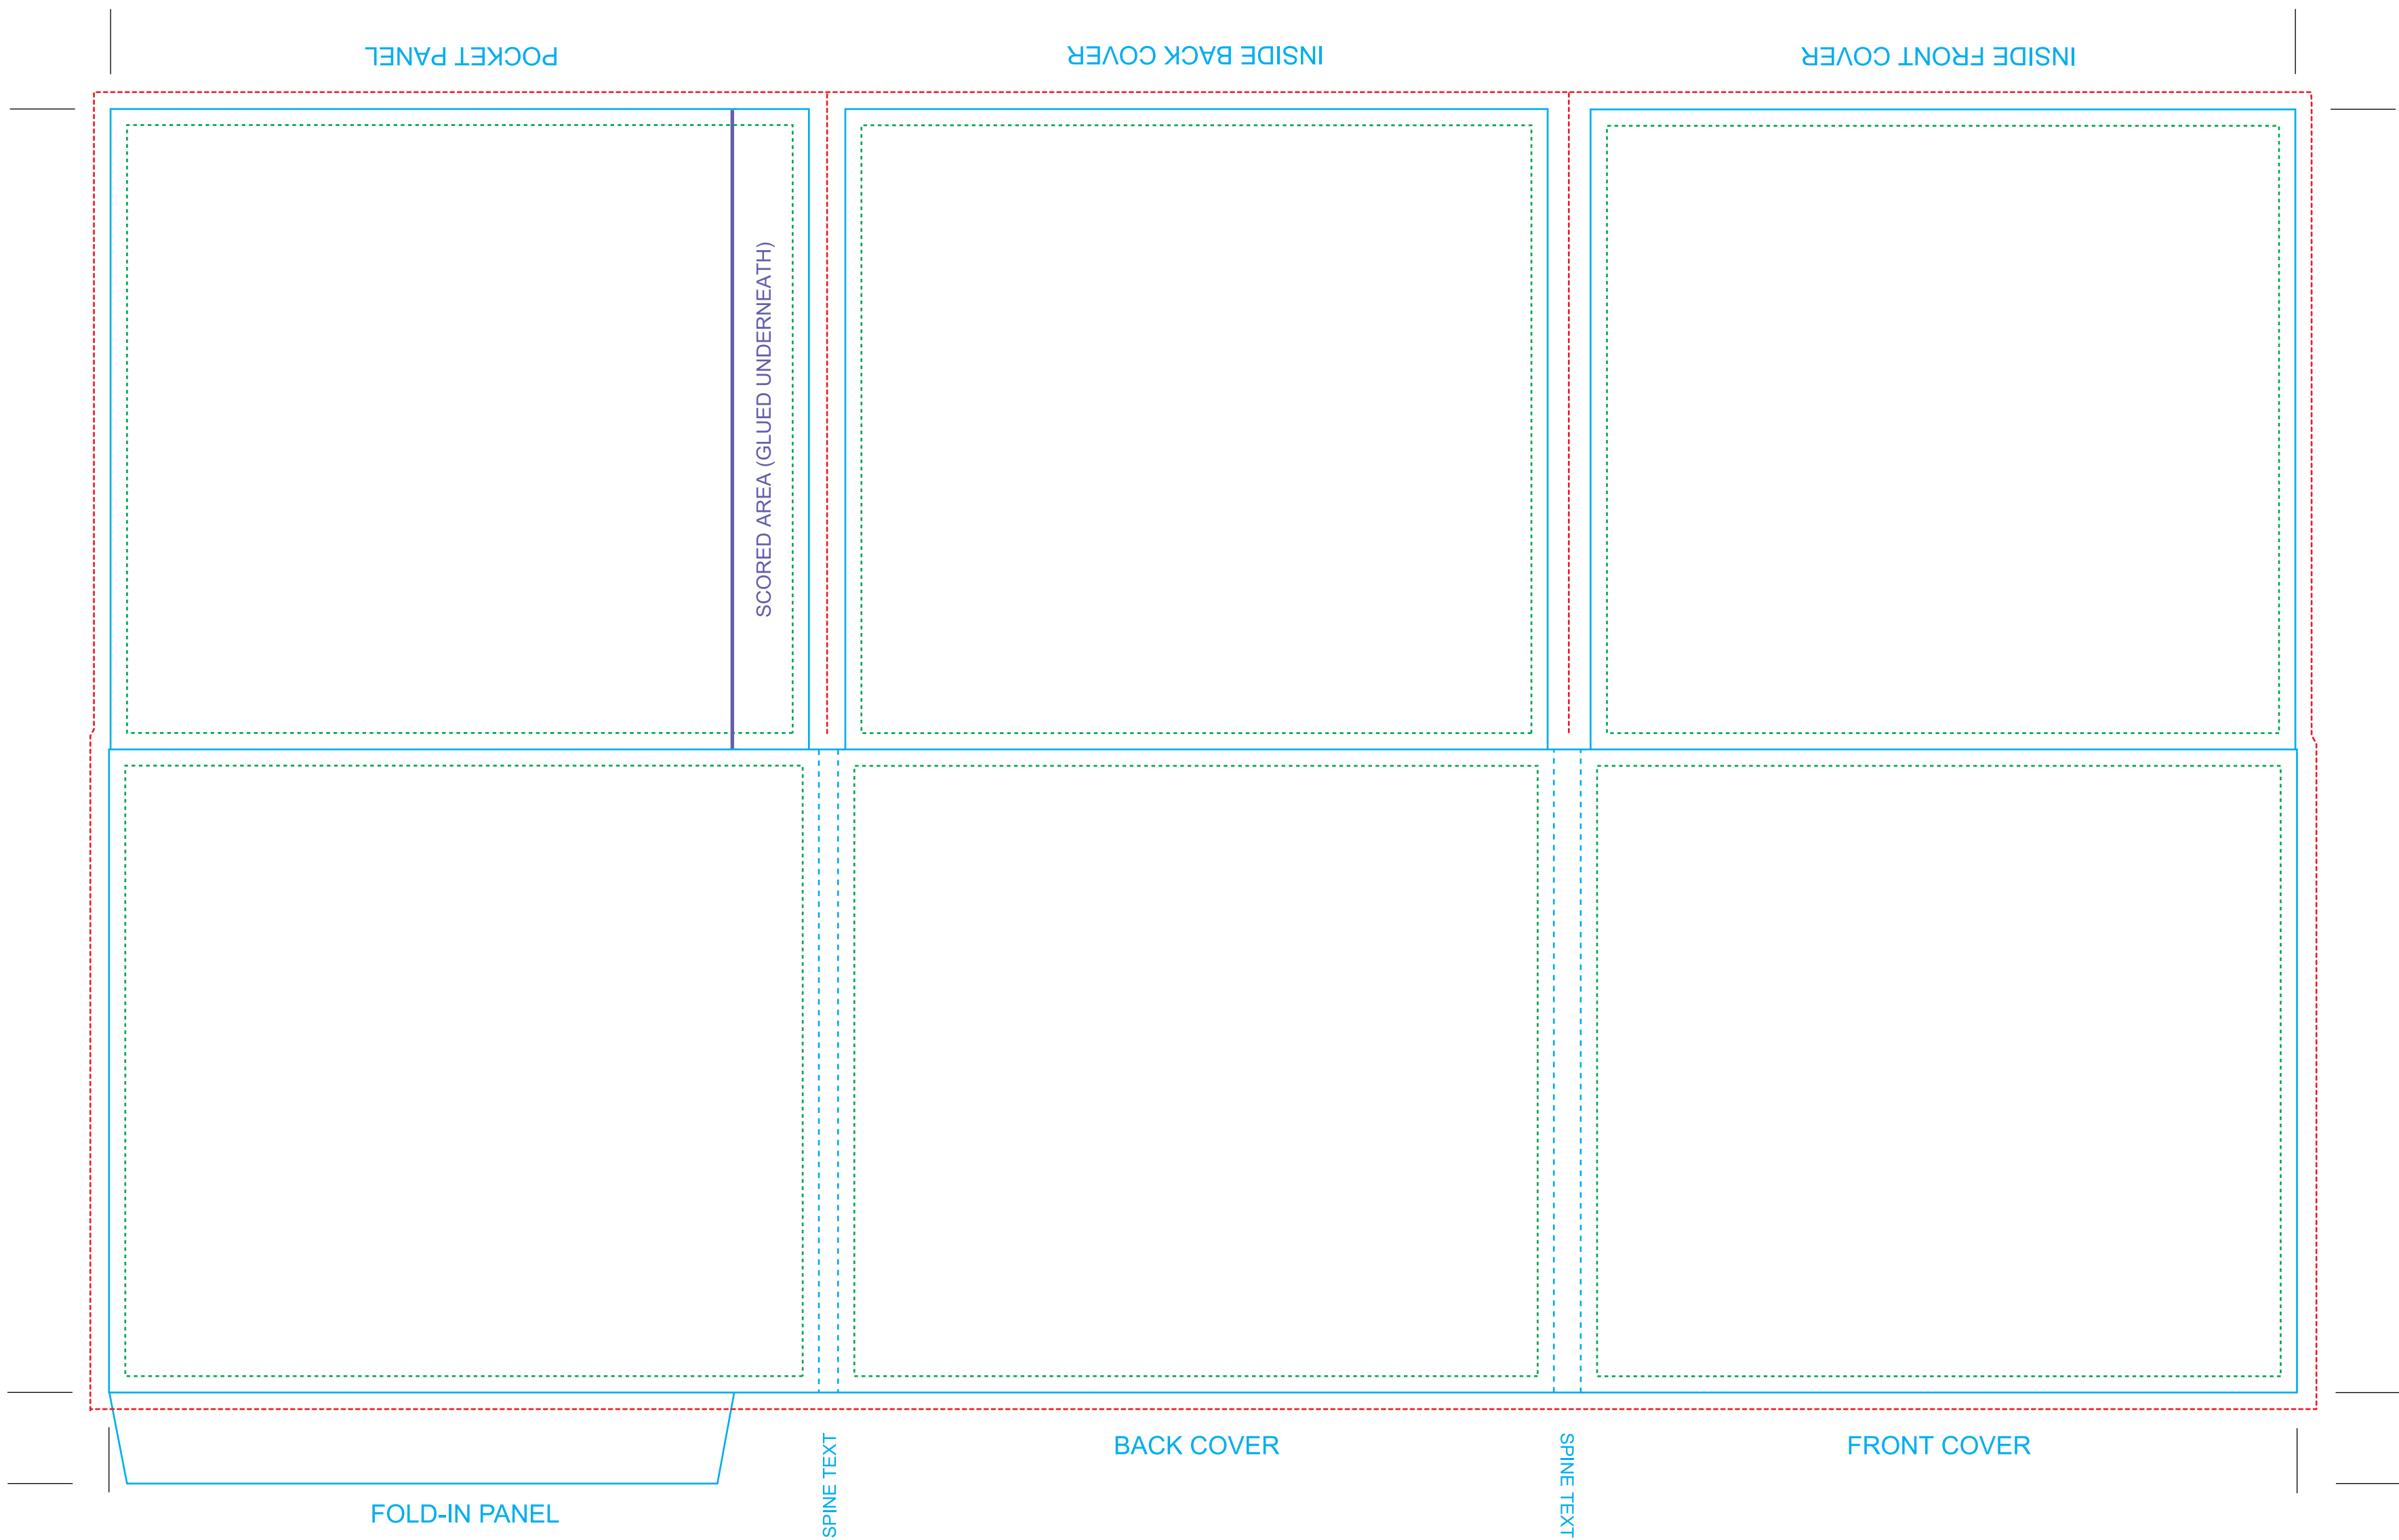 POCKET PANEL
INSIDE BACK COVER
INSIDE FRONT COVER
SCORED AREA (GLUED UNDERNEATH)
FOLD-IN PANEL
SPINE TEXT
BACK COVER
SPINE TEXT
FRONT COVER